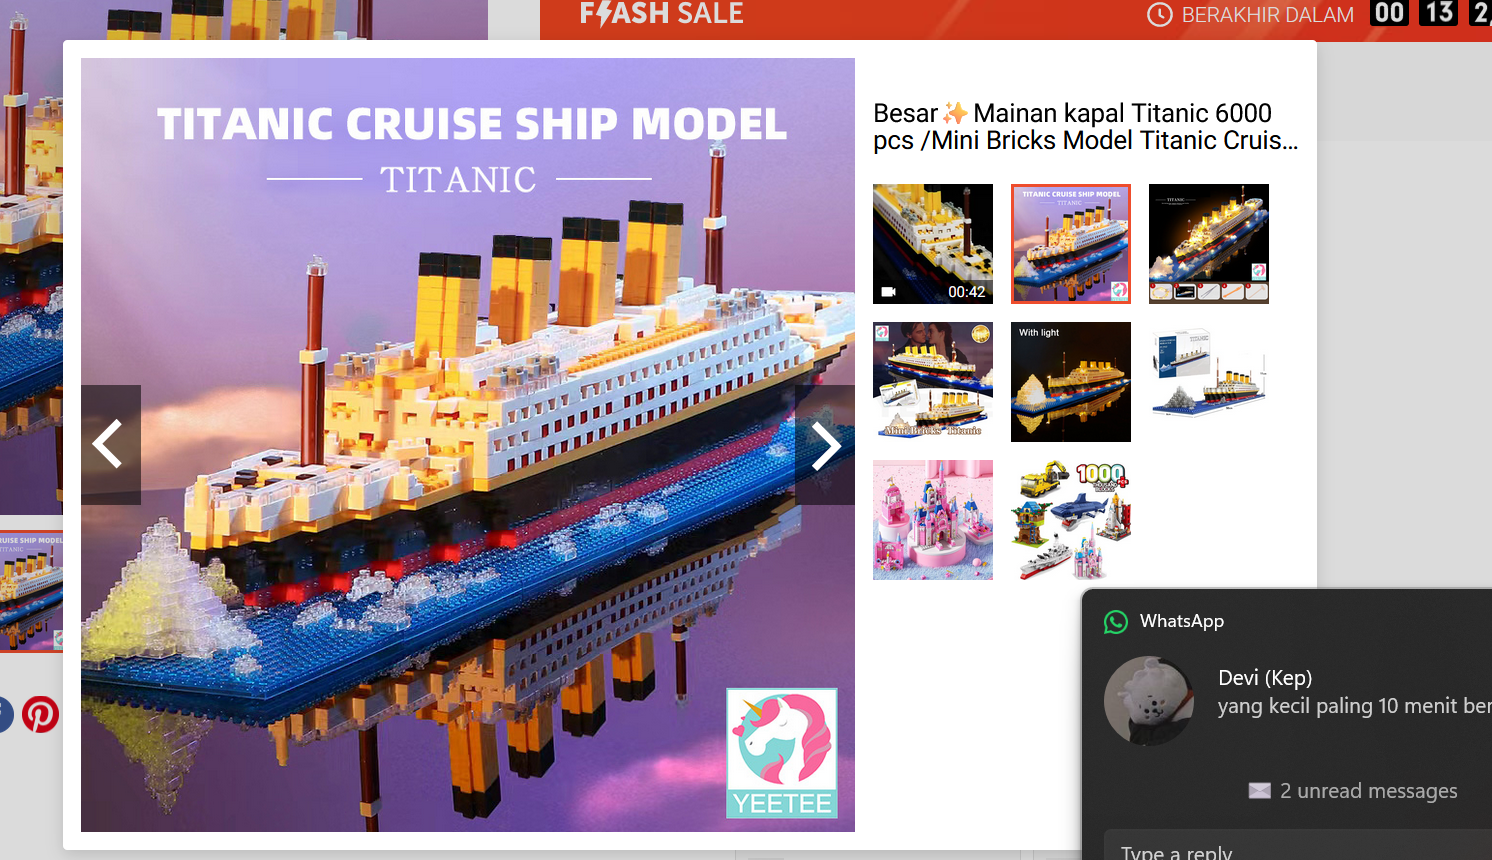 FLASH SALE
BERAKHIR DALAM 00 13
TITANIC CRUISE SHIP MODEL
TITANIC
YEETEE
Besar✨Mainan kapal Titanic 6000
pcs /Mini Bricks Model Titanic Cruis...
00:42
TITANIC CRUISE SHIP MODEL
TITANIC
TITANIC
Mini Bricks Titanic
With light
TITANIC
1000
WhatsApp
Devi (Kep)
yang kecil paling 10 menit ber
2 unread messages
Type a reply